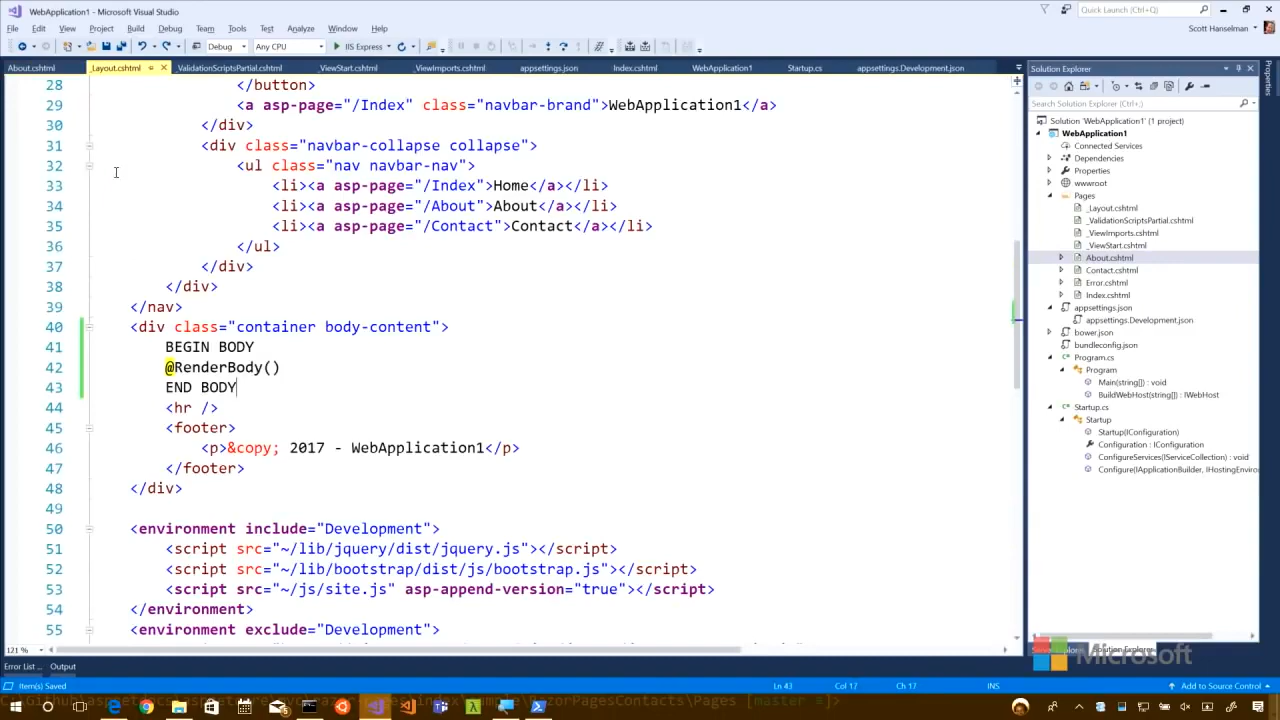 WebApplication1 - Microsoft Visual Studio
Quick Launch (Ctrl+Q)
File Edit View Project Build Debug Team Tools Test Analyze Window Help
Scott Hanselman
Debug Any CPU IIS Express
About.cshtml _Layout.cshtml _ValidationScriptsPartial.cshtml _ViewStart.cshtml _ViewImports.cshtml appsettings.json Index.cshtml WebApplication1 Startup.cs appsettings.Development.json
28 </button>
29 <a asp-page="/Index" class="navbar-brand">WebApplication1</a>
30 </div>
31 <div class="navbar-collapse collapse">
32 <ul class="nav navbar-nav">
33 <li><a asp-page="/Index">Home</a></li>
34 <li><a asp-page="/About">About</a></li>
35 <li><a asp-page="/Contact">Contact</a></li>
36 </ul>
37 </div>
38 </div>
39 </nav>
40 <div class="container body-content">
41 BEGIN BODY
42 @RenderBody()
43 END BODY
44 <hr />
45 <footer>
46 <p>&copy; 2017 - WebApplication1</p>
47 </footer>
48 </div>
49
50 <environment include="Development">
51 <script src="~/lib/jquery/dist/jquery.js"></script>
52 <script src="~/lib/bootstrap/dist/js/bootstrap.js"></script>
53 <script src="~/js/site.js" asp-append-version="true"></script>
54 </environment>
55 <environment exclude="Development">
121 %
Solution Explorer
Search Solution Explorer (Ctrl+;)
Solution 'WebApplication1' (1 project)
WebApplication1
Connected Services
Dependencies
Properties
wwwroot
Pages
_Layout.cshtml
_ValidationScriptsPartial.cshtml
_ViewImports.cshtml
_ViewStart.cshtml
About.cshtml
Contact.cshtml
Error.cshtml
Index.cshtml
appsettings.json
appsettings.Development.json
bower.json
bundleconfig.json
Program.cs
Program
Main(string[]) : void
BuildWebHost(string[]) : IWebHost
Startup.cs
Startup
Startup(IConfiguration)
Configuration : IConfiguration
ConfigureServices(IServiceCollection) : void
Configure(IApplicationBuilder, IHostingEnviro
Properties
Solution Explorer
Microsoft
Error List ... Output
Item(s) Saved Ln 43 Col 17 Ch 17 INS Add to Source Control